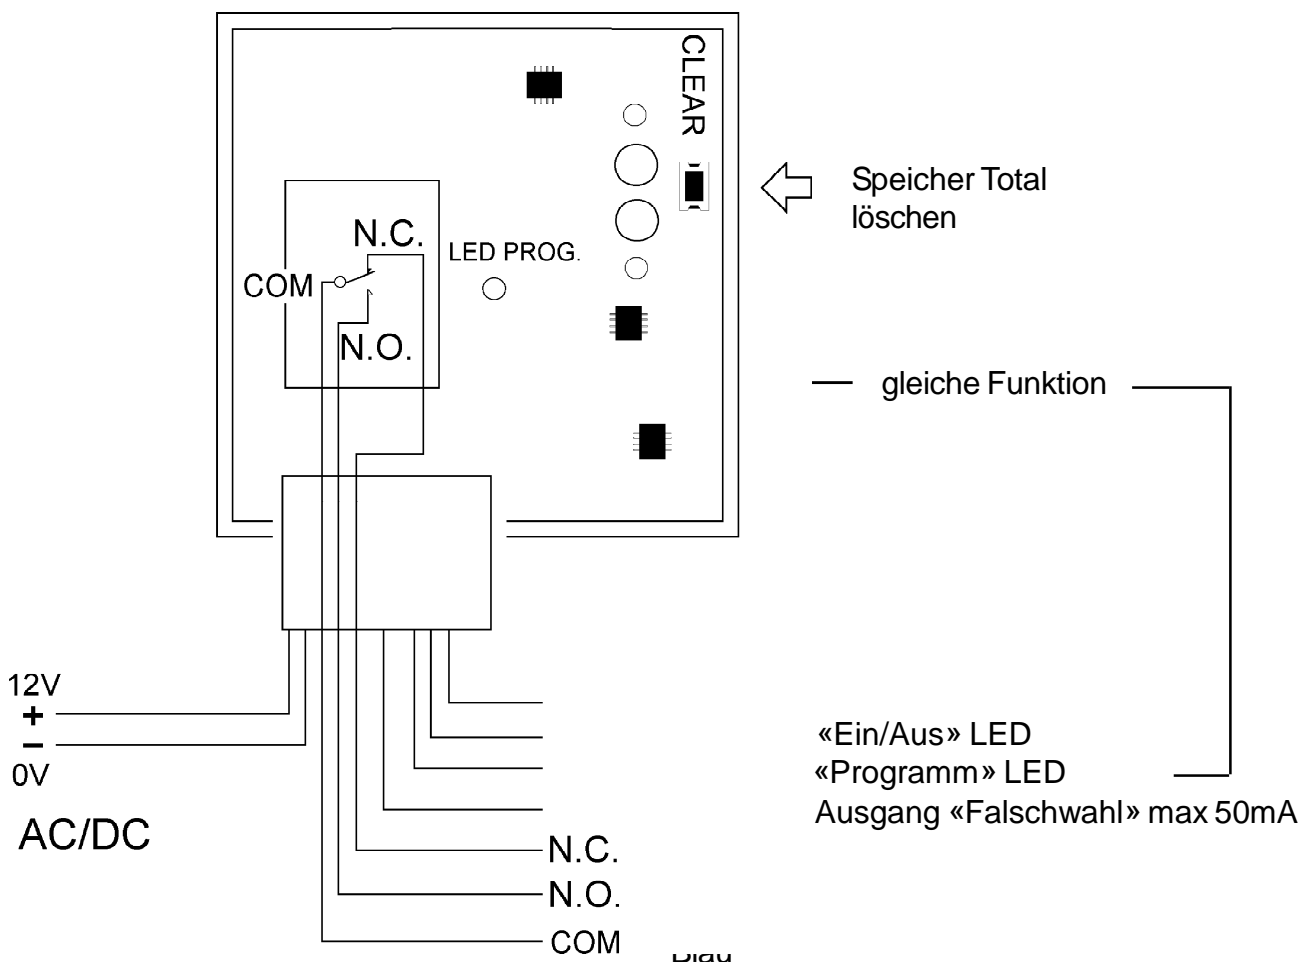 CLEAR
Speicher Total
löschen
N.C.
LED PROG.
COM
N.O.
gleiche Funktion
12V
+
−
0V
AC/DC
«Ein/Aus» LED
«Programm» LED
Ausgang «Falschwahl» max 50mA
N.C.
N.O.
COM